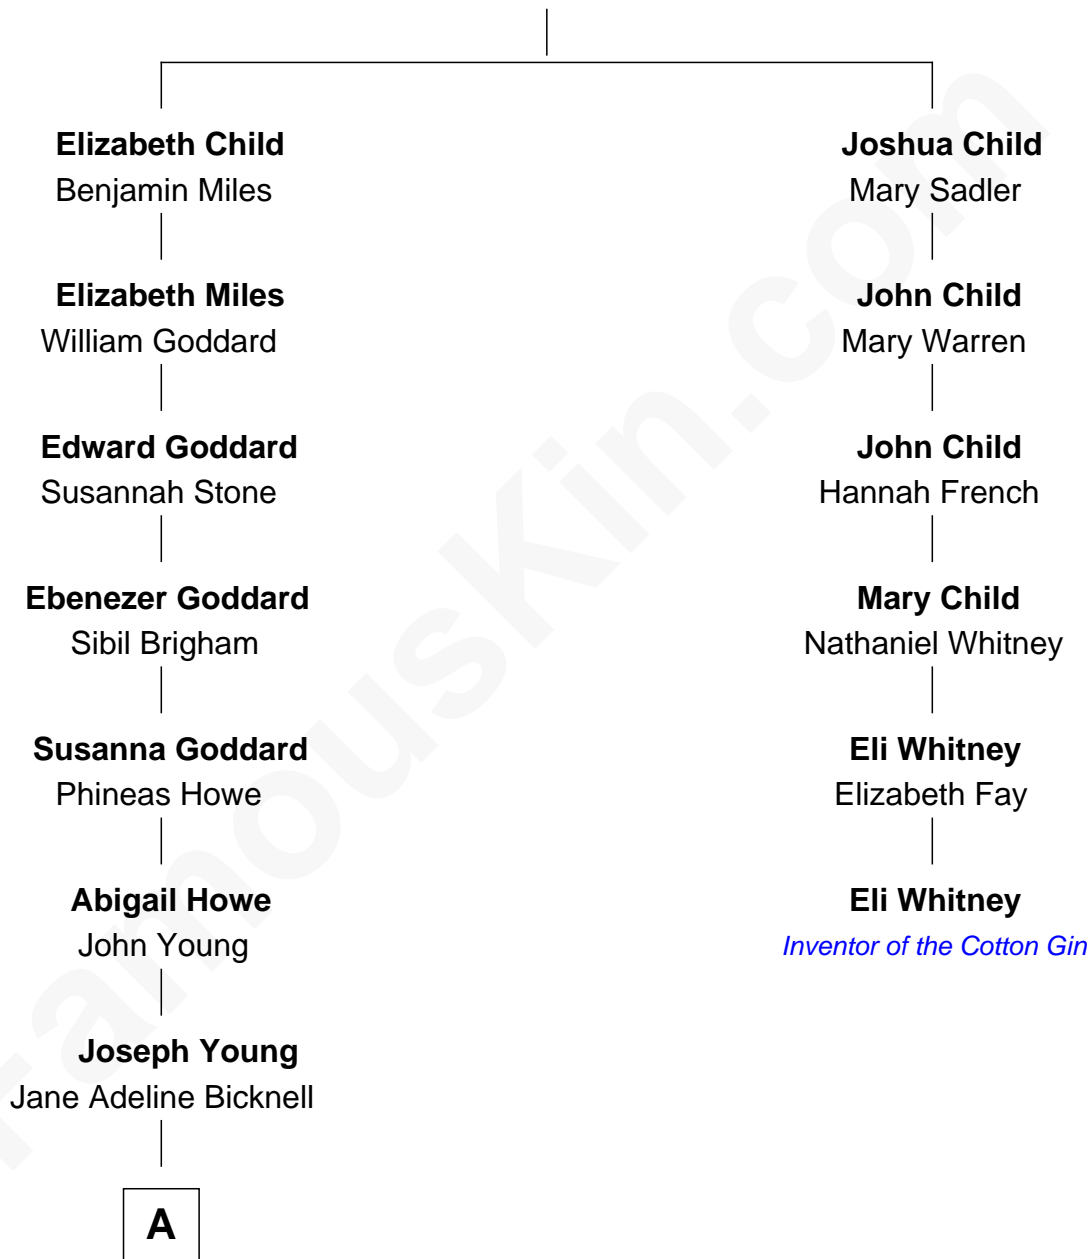 Elizabeth Child
Benjamin Miles
Elizabeth Miles
William Goddard
Edward Goddard
Susannah Stone
Ebenezer Goddard
Sibil Brigham
Susanna Goddard
Phineas Howe
Abigail Howe
John Young
Joseph Young
Jane Adeline Bicknell
A
Joshua Child
Mary Sadler
John Child
Mary Warren
John Child
Hannah French
Mary Child
Nathaniel Whitney
Eli Whitney
Elizabeth Fay
Eli Whitney
Inventor of the Cotton Gin
FamousKin.com